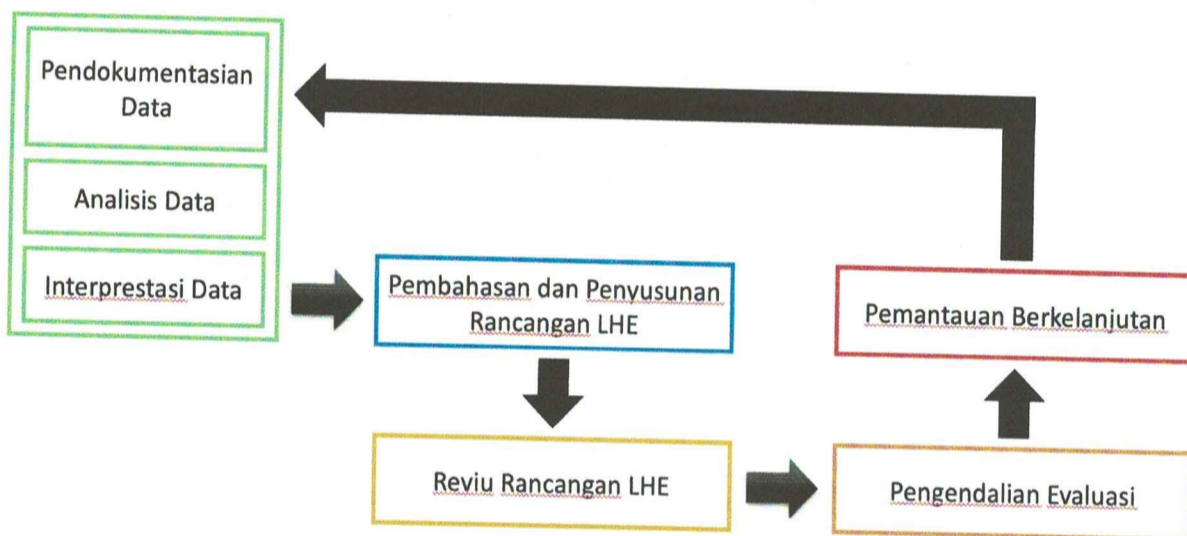 Pendokumentasian
Data
Analisis Data
Interprestasi Data
Pembahasan dan Penyusunan
Rancangan LHE
Reviu Rancangan LHE
Pengendalian Evaluasi
Pemantauan Berkelanjutan